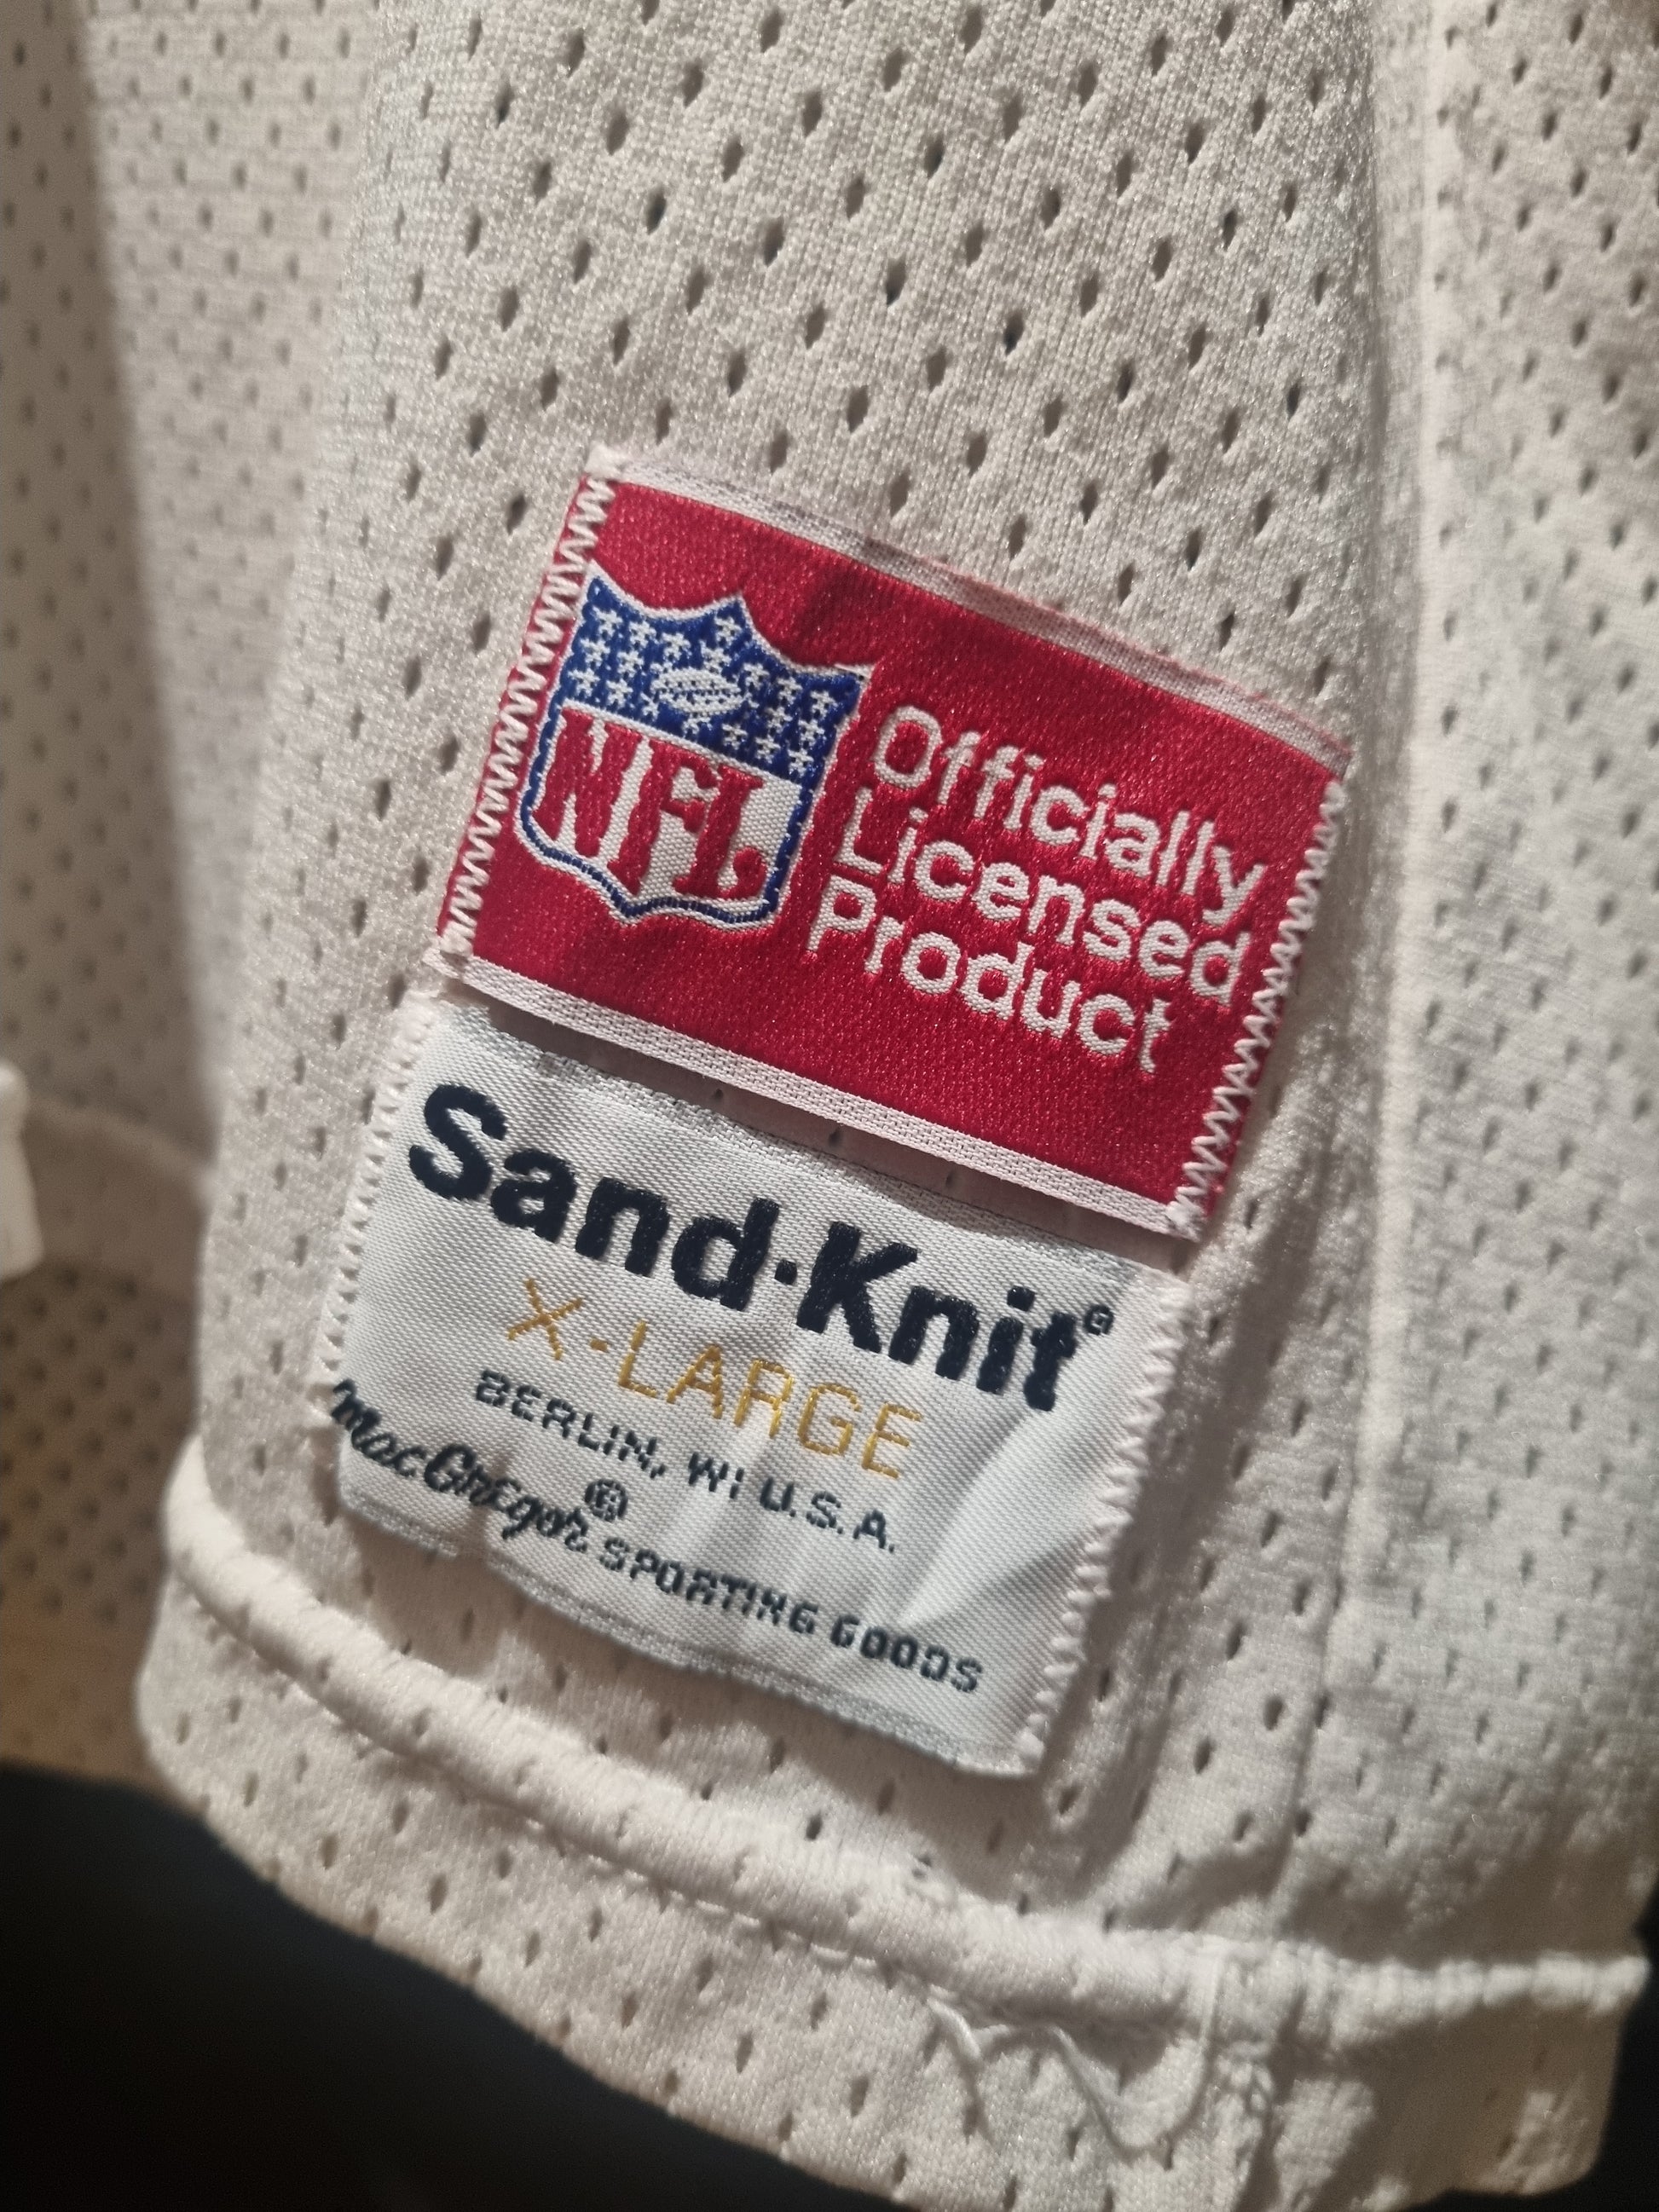 NFL
Officially
Licensed
Product
Sand·Knit®
X-LARGE
BERLIN, WI U.S.A.
MacGregor® SPORTING GOODS